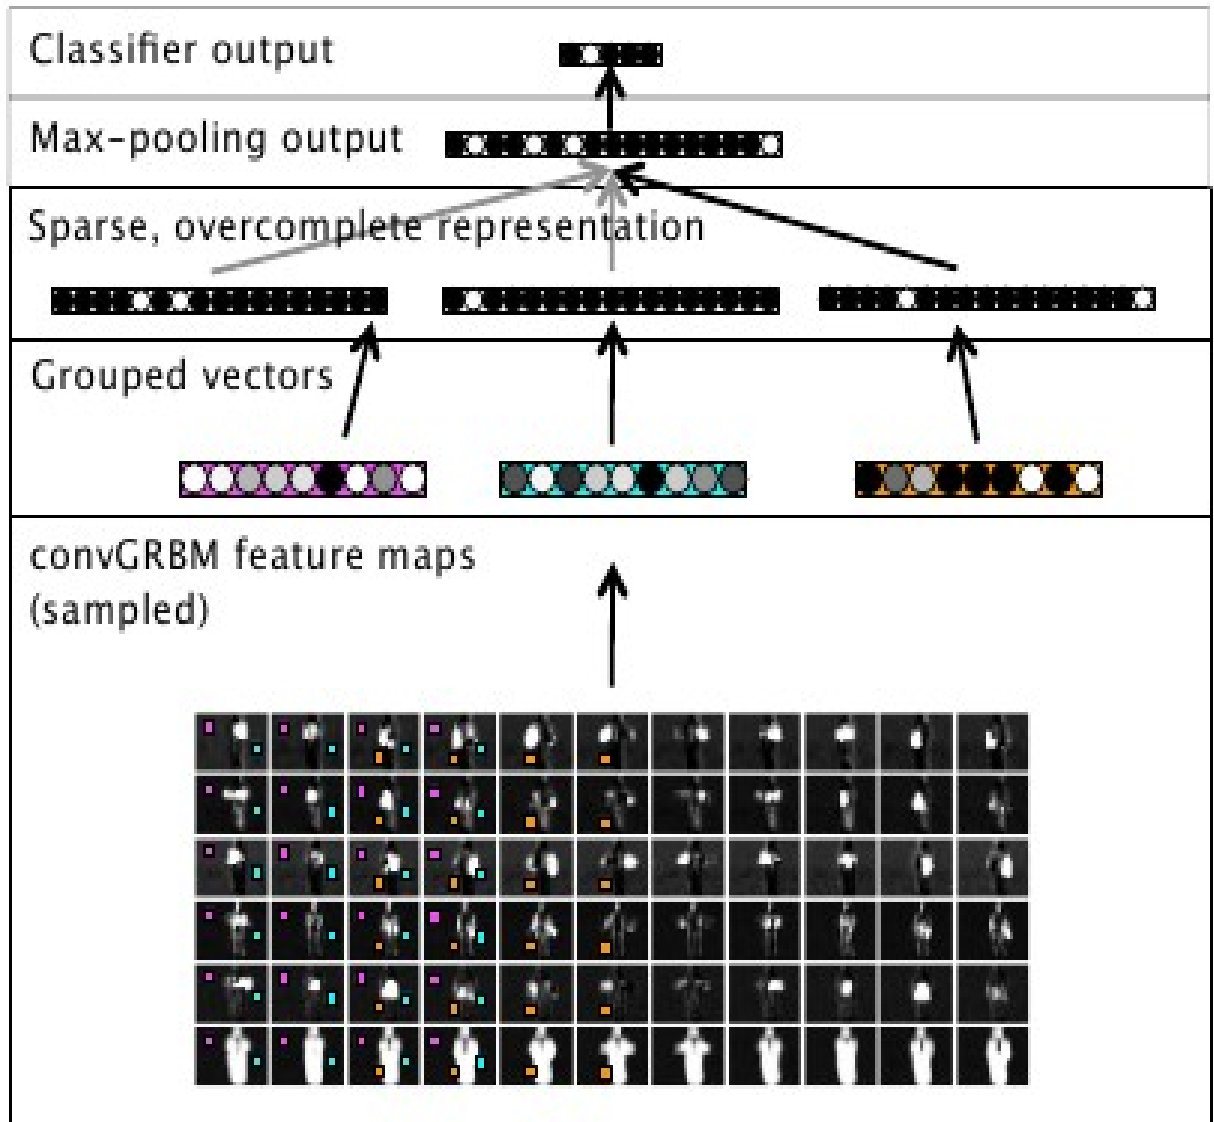 Classifier output
Max-pooling output
Sparse, overcomplete representation
Grouped vectors
convGRBM feature maps
(sampled)